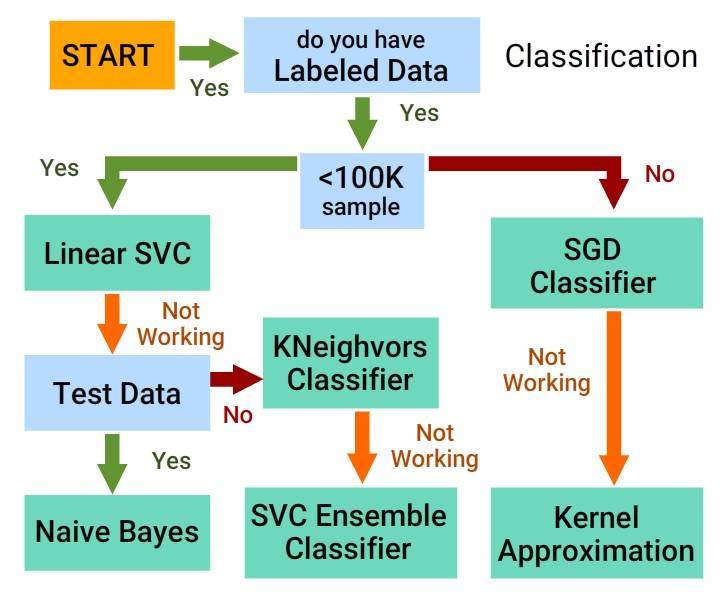 START
Yes
do you have
Labeled Data
Classification
Yes
Yes
<100K
sample
No
Linear SVC
SGD
Classifier
Not
Working
KNeighvors
Classifier
Not
Working
Test Data
No
Yes
Not
Working
Naive Bayes
SVC Ensemble
Classifier
Kernel
Approximation